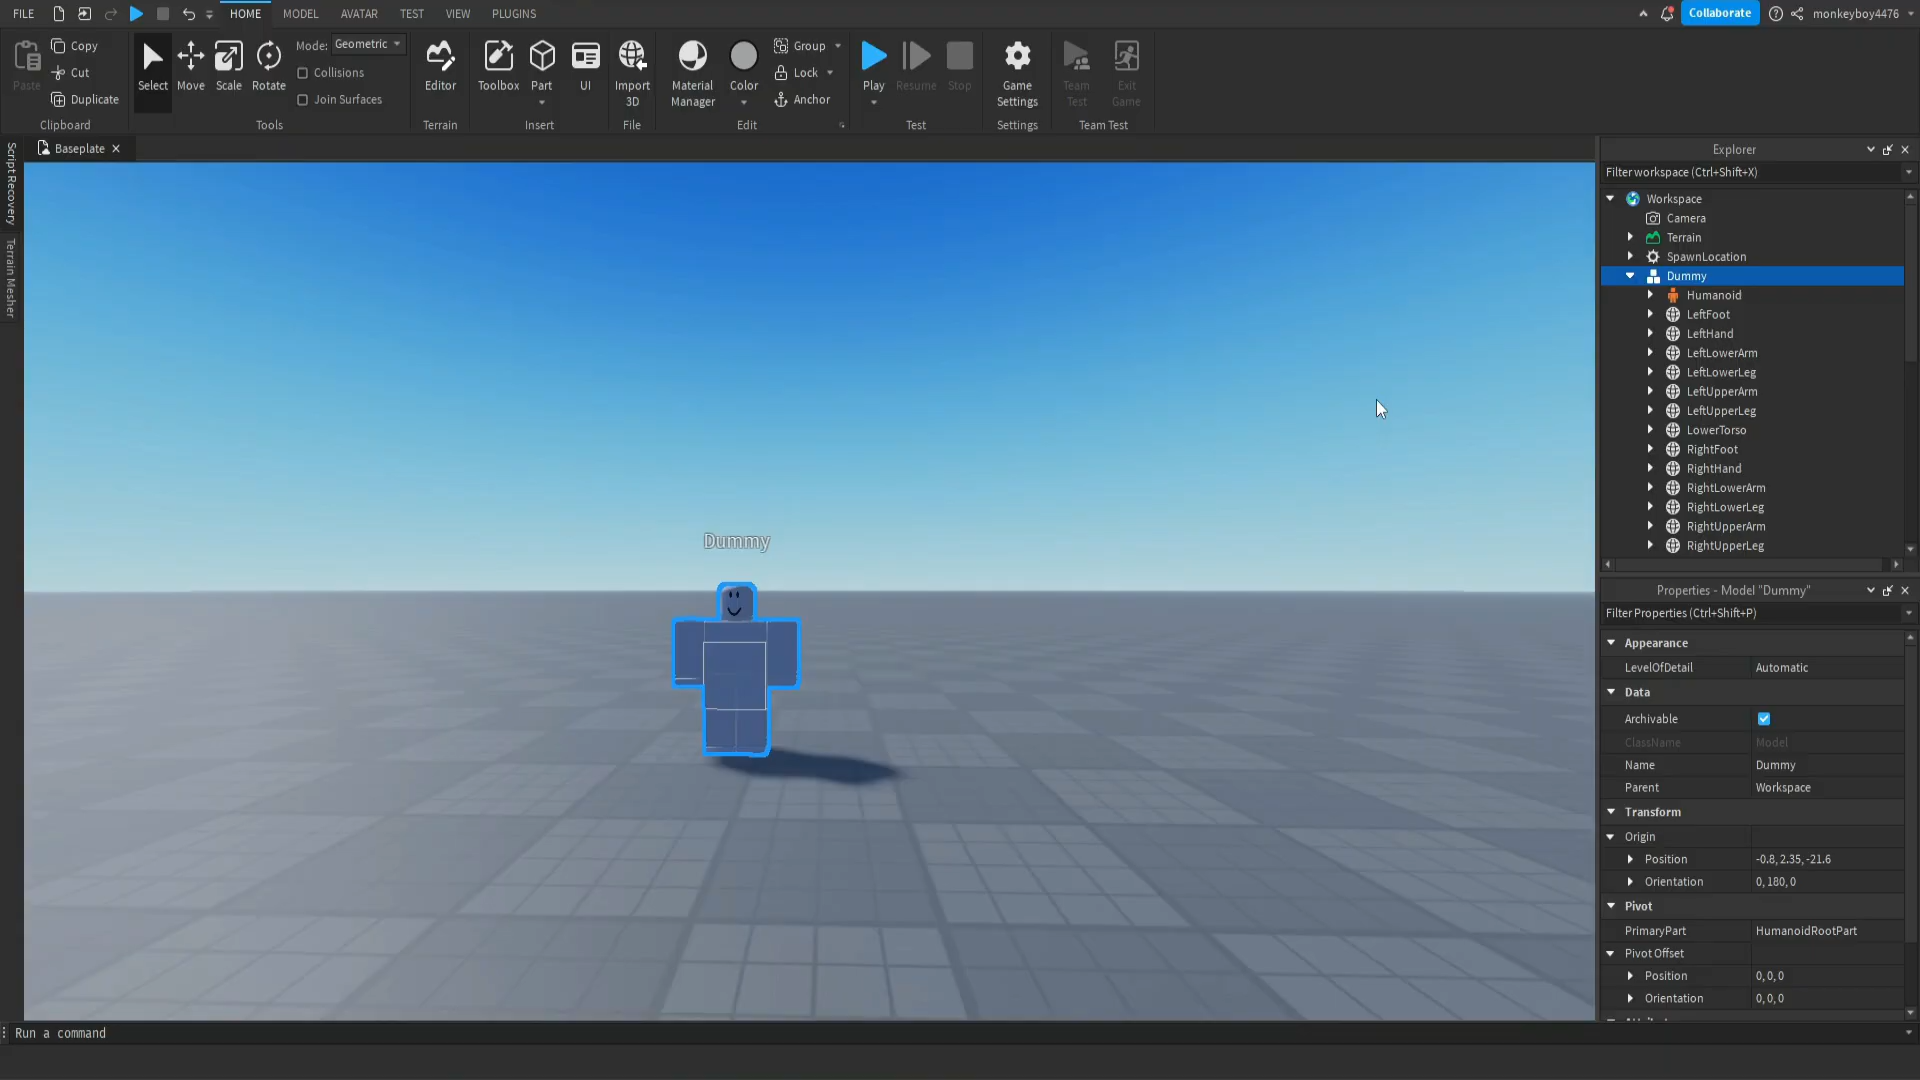 FILE HOME MODEL AVATAR TEST VIEW PLUGINS Collaborate monkeyboy4476
Paste Copy Cut Duplicate Clipboard
Select Move Scale Rotate Mode: Geometric Collisions Join Surfaces Tools
Editor Terrain
Toolbox Part UI Insert
Import 3D File
Material Manager Color Group Lock Anchor Edit
Play Resume Stop Test
Game Settings Settings
Team Test Exit Game Team Test
Script Recovery
Terrain Mesher
Baseplate
Dummy
Explorer
Filter workspace (Ctrl+Shift+X)
Workspace
Camera
Terrain
SpawnLocation
Dummy
Humanoid
LeftFoot
LeftHand
LeftLowerArm
LeftLowerLeg
LeftUpperArm
LeftUpperLeg
LowerTorso
RightFoot
RightHand
RightLowerArm
RightLowerLeg
RightUpperArm
RightUpperLeg
Properties - Model "Dummy"
Filter Properties (Ctrl+Shift+P)
Appearance
LevelOfDetail Automatic
Data
Archivable
ClassName Model
Name Dummy
Parent Workspace
Transform
Origin
Position -0.8, 2.35, -21.6
Orientation 0, 180, 0
Pivot
PrimaryPart HumanoidRootPart
Pivot Offset
Position 0, 0, 0
Orientation 0, 0, 0
Run a command